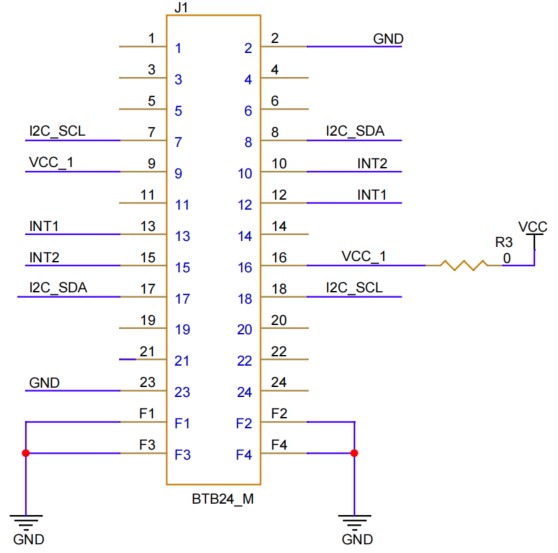 J1
1 1 2 2 GND
3 3 4 4
5 5 6 6
I2C_SCL 7 7 8 8 I2C_SDA
VCC_1 9 9 10 10 INT2
11 11 12 12 INT1
INT1 13 13 14 14
VCC
R3
INT2 15 15 16 16 VCC_1 0
I2C_SDA 17 17 18 18 I2C_SCL
19 19 20 20
21 21 22 22
GND 23 23 24 24
F1 F1 F2 F2
F3 F3 F4 F4
BTB24_M
GND GND